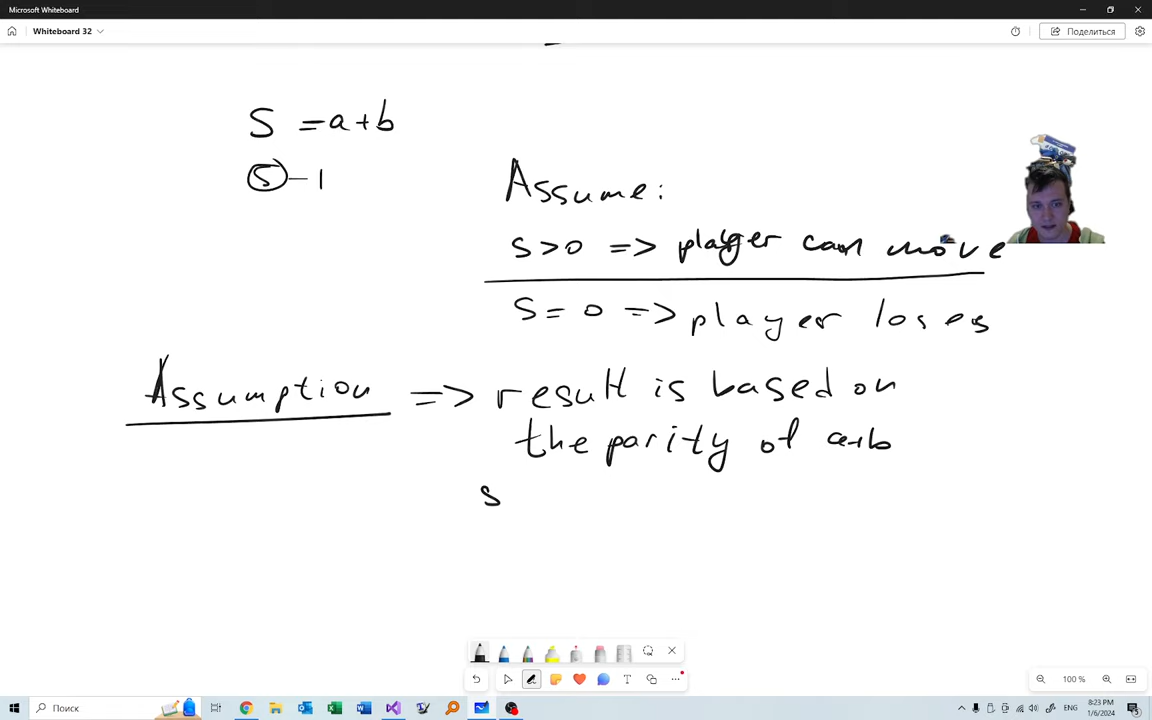 Microsoft Whiteboard
Whiteboard 32
Поделиться
S = a+b
S - 1
Assume:
S>0 => player can move
S = 0 => player loses
Assumption => result is based on
the parity of a+b
s
100 %
Поиск
ENG
8:23 PM
1/6/2024